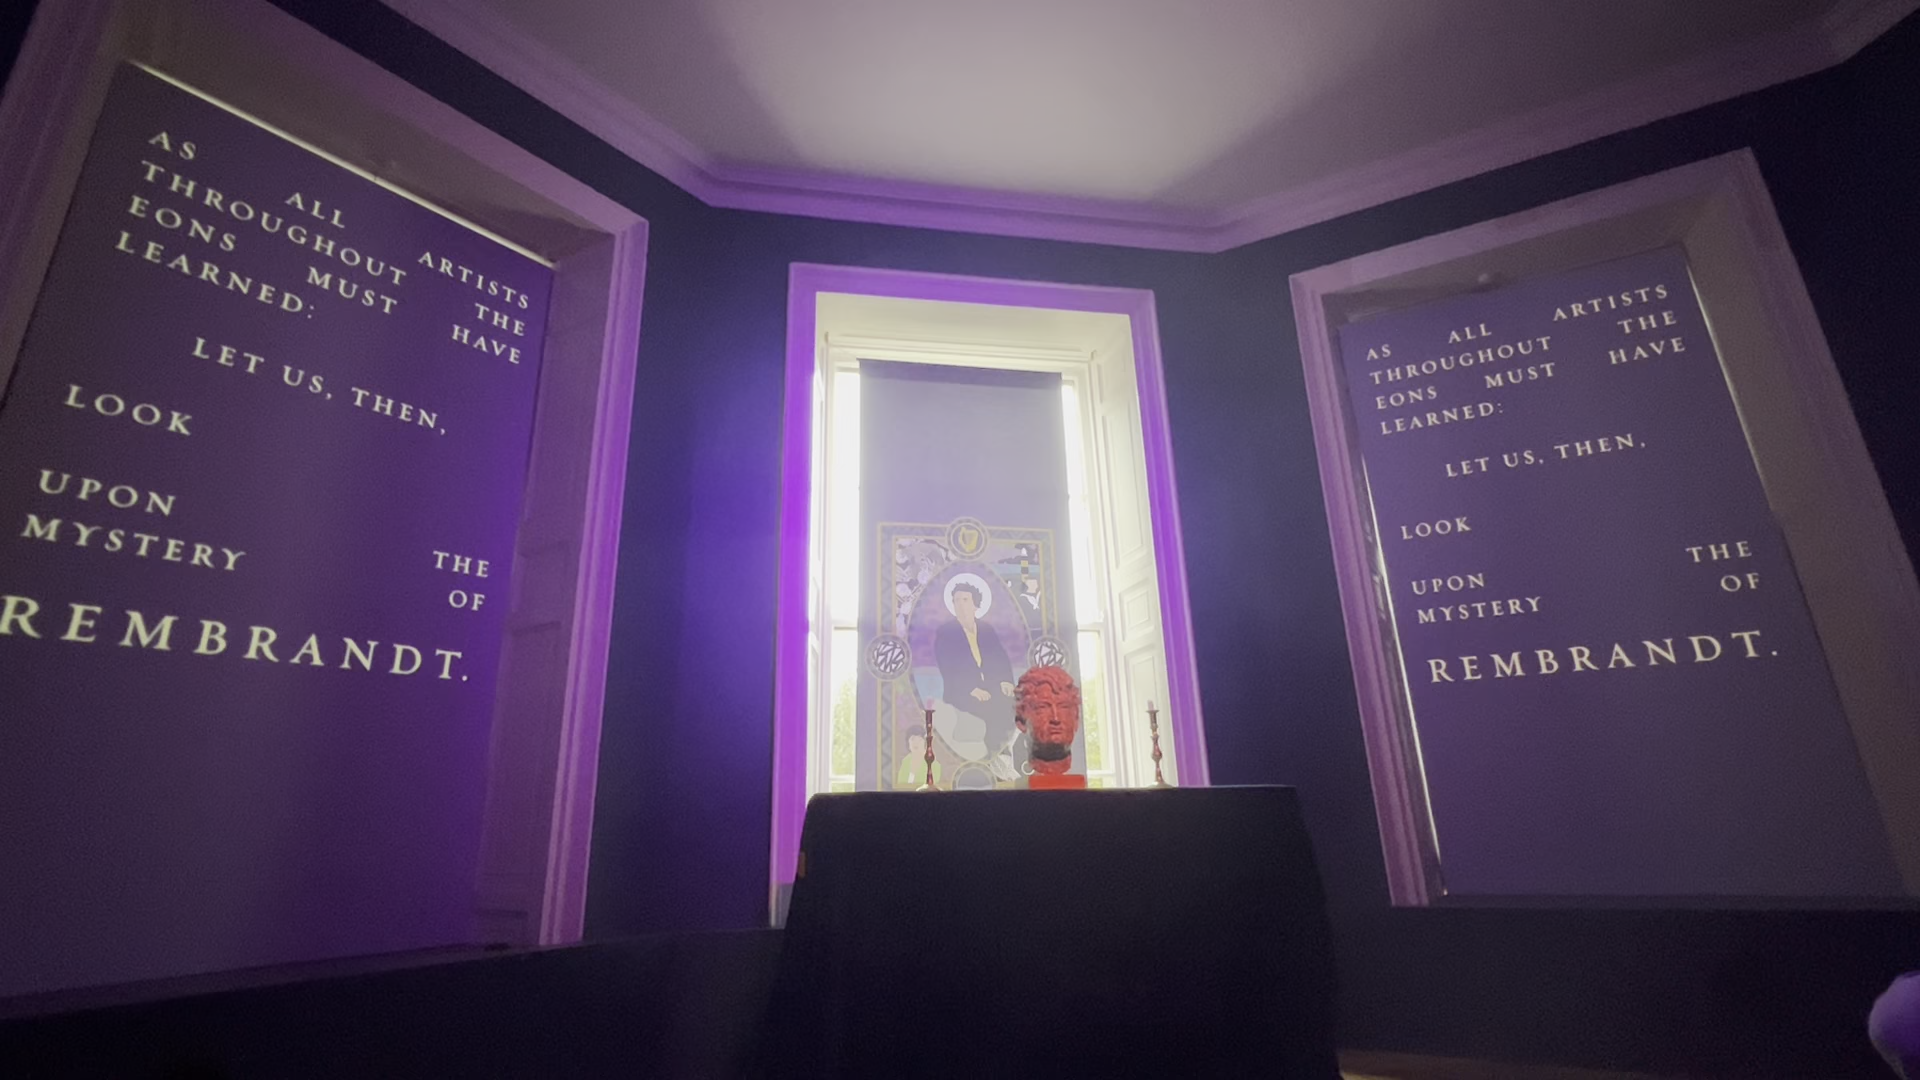 AS ALL ARTISTS
THROUGHOUT THE
EONS MUST HAVE
LEARNED:
LET US, THEN,
LOOK
UPON THE
MYSTERY OF
REMBRANDT.
AS ALL ARTISTS
THROUGHOUT THE
EONS MUST HAVE
LEARNED:
LET US, THEN,
LOOK
UPON THE
MYSTERY OF
REMBRANDT.